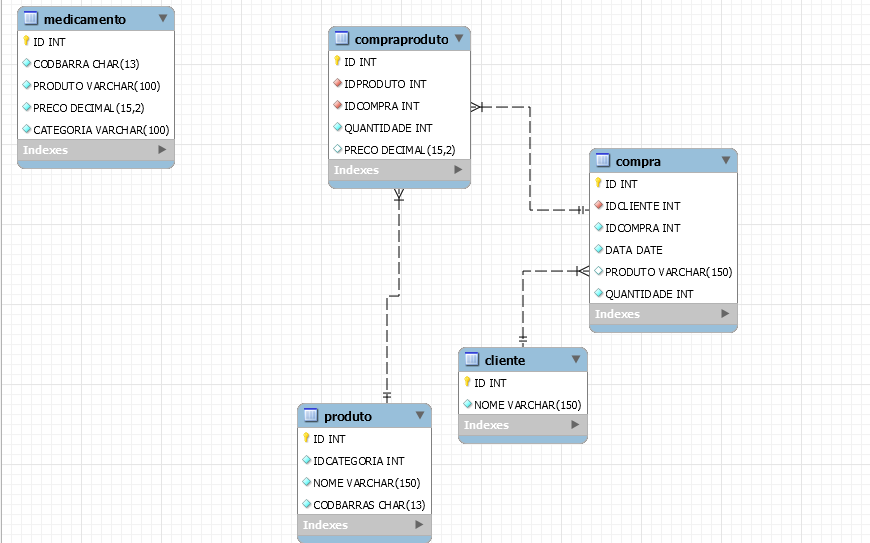 medicamento
ID INT
CODBARRA CHAR(13)
PRODUTO VARCHAR(100)
PRECO DECIMAL(15,2)
CATEGORIA VARCHAR(100)
Indexes
compraproduto
ID INT
IDPRODUTO INT
IDCOMPRA INT
QUANTIDADE INT
PRECO DECIMAL(15,2)
Indexes
compra
ID INT
IDCLIENTE INT
IDCOMPRA INT
DATA DATE
PRODUTO VARCHAR(150)
QUANTIDADE INT
Indexes
cliente
ID INT
NOME VARCHAR(150)
Indexes
produto
ID INT
IDCATEGORIA INT
NOME VARCHAR(150)
CODBARRAS CHAR(13)
Indexes